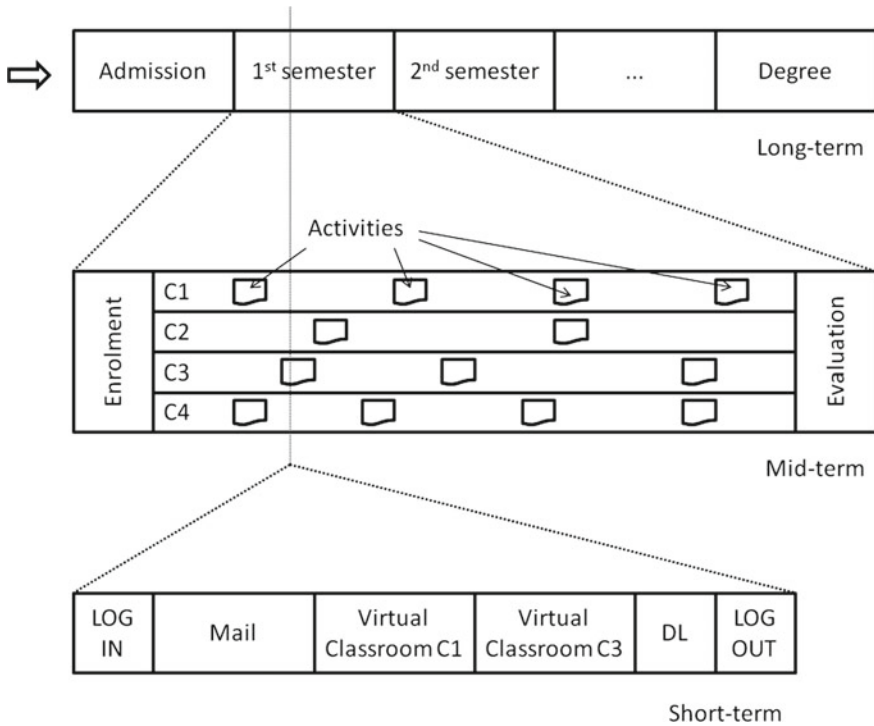 Admission
1st semester
2nd semester
...
Degree
Long-term
Activities
Enrolment
C1
C2
C3
C4
Evaluation
Mid-term
LOG
IN
Mail
Virtual
Classroom C1
Virtual
Classroom C3
DL
LOG
OUT
Short-term